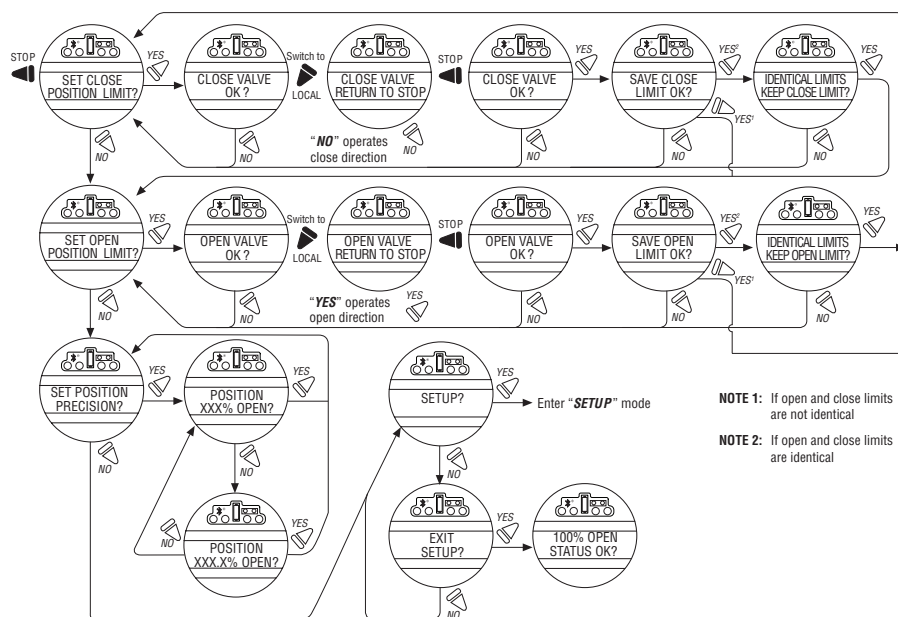 STOP
SET CLOSE
POSITION LIMIT?
YES
NO
CLOSE VALVE
OK?
NO
Switch to
LOCAL
CLOSE VALVE
RETURN TO STOP
"NO" operates
close direction
NO
STOP
CLOSE VALVE
OK?
YES
NO
SAVE CLOSE
LIMIT OK?
YES²
YES¹
NO
IDENTICAL LIMITS
KEEP CLOSE LIMIT?
YES
NO
SET OPEN
POSITION LIMIT?
YES
NO
OPEN VALVE
OK?
NO
Switch to
LOCAL
OPEN VALVE
RETURN TO STOP
"YES" operates
open direction
YES
STOP
OPEN VALVE
OK?
YES
NO
SAVE OPEN
LIMIT OK?
YES²
YES¹
NO
IDENTICAL LIMITS
KEEP OPEN LIMIT?
YES
NO
SET POSITION
PRECISION?
YES
NO
POSITION
XXX% OPEN?
YES
NO
POSITION
XXX.X% OPEN?
YES
NO
SETUP?
YES
Enter "SETUP" mode
NO
EXIT
SETUP?
YES
NO
100% OPEN
STATUS OK?
NOTE 1: If open and close limits
are not identical
NOTE 2: If open and close limits
are identical